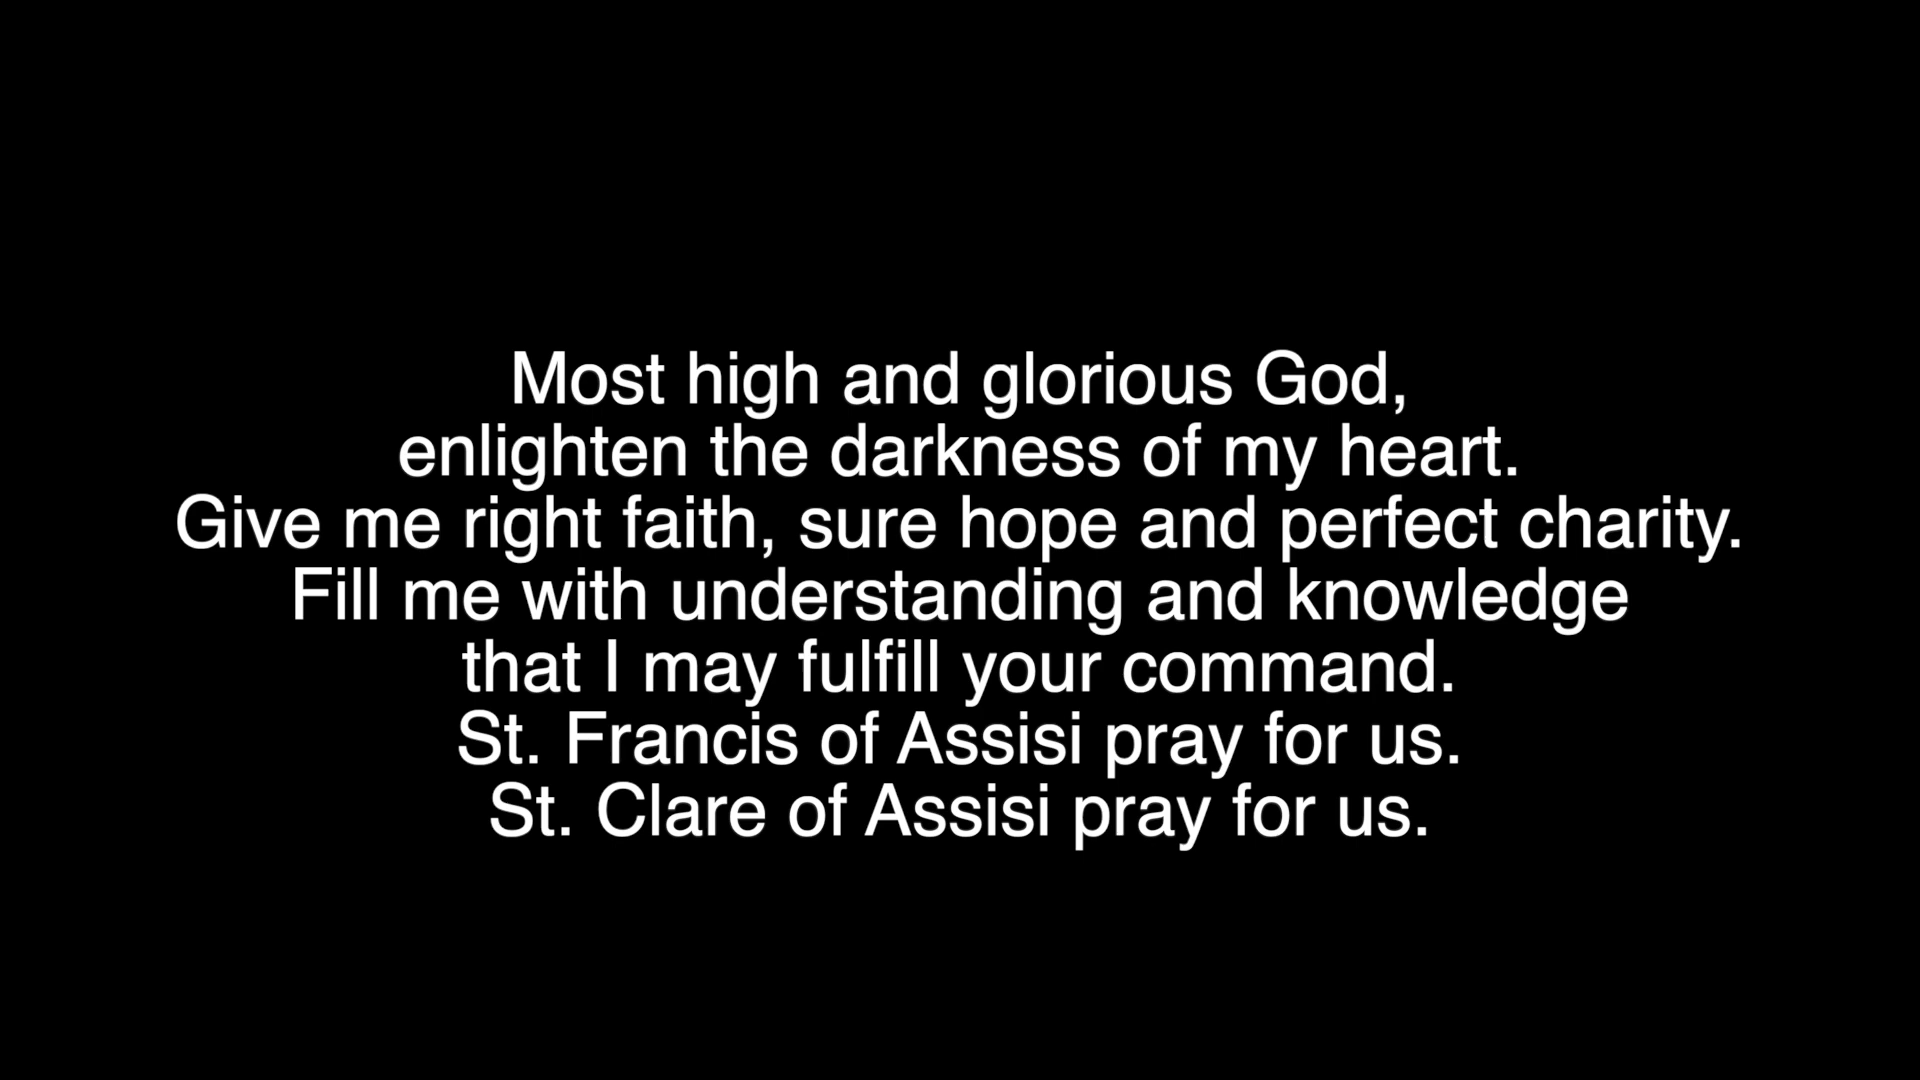 Most high and glorious God,
enlighten the darkness of my heart.
Give me right faith, sure hope and perfect charity.
Fill me with understanding and knowledge
that I may fulfill your command.
St. Francis of Assisi pray for us.
St. Clare of Assisi pray for us.